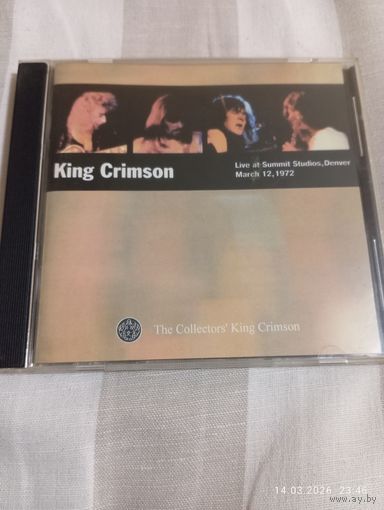 King Crimson
Live at Summit Studios, Denver
March 12, 1972
The Collectors' King Crimson
14.03.2026 23:46
www.ay.by